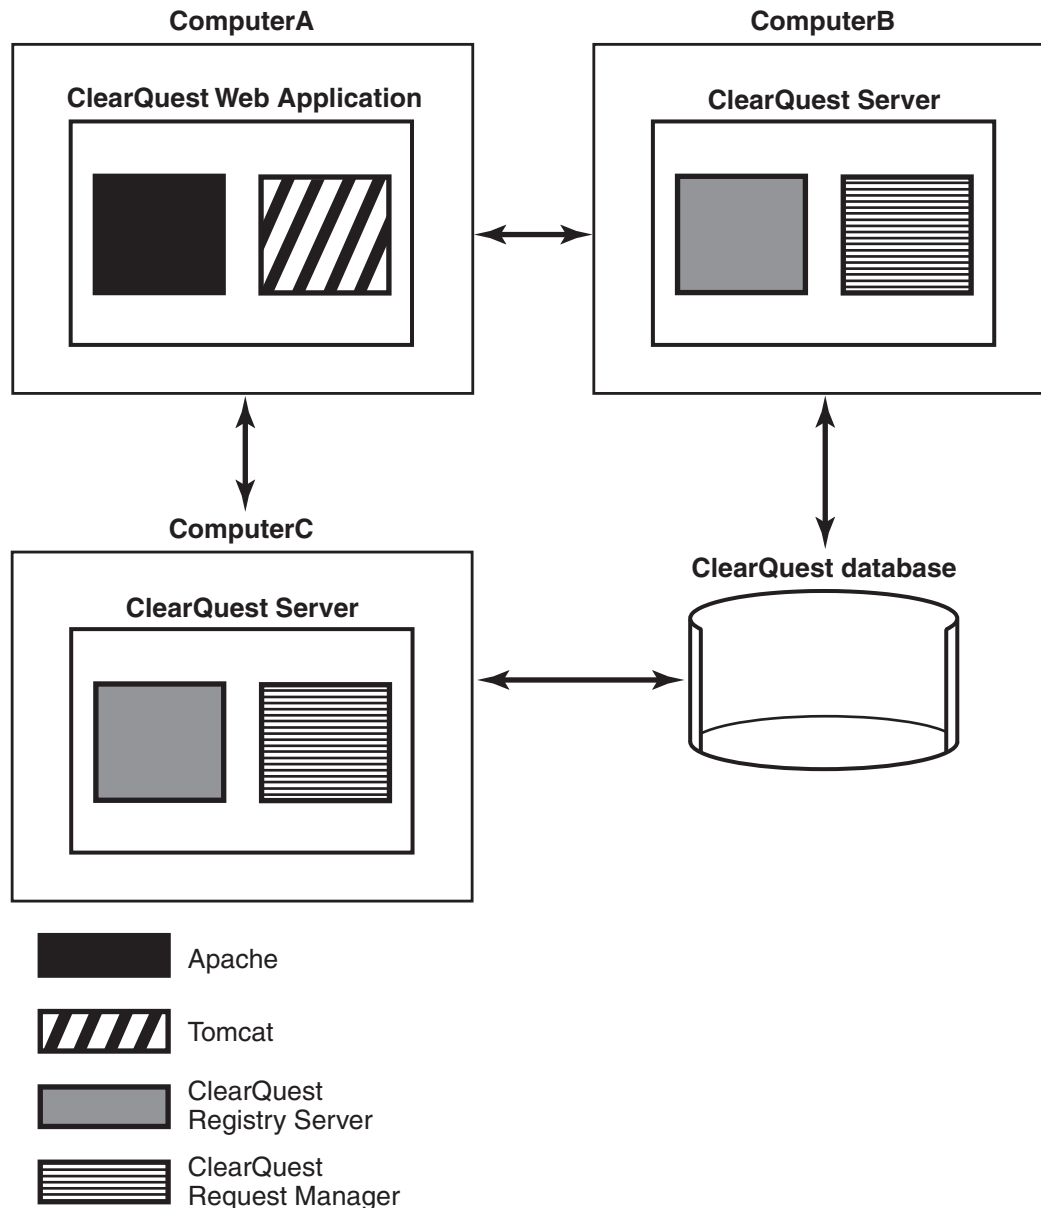 ComputerA
ComputerB
ClearQuest Web Application
ClearQuest Server
ComputerC
ClearQuest database
ClearQuest Server
Apache
Tomcat
ClearQuest
Registry Server
ClearQuest
Request Manager